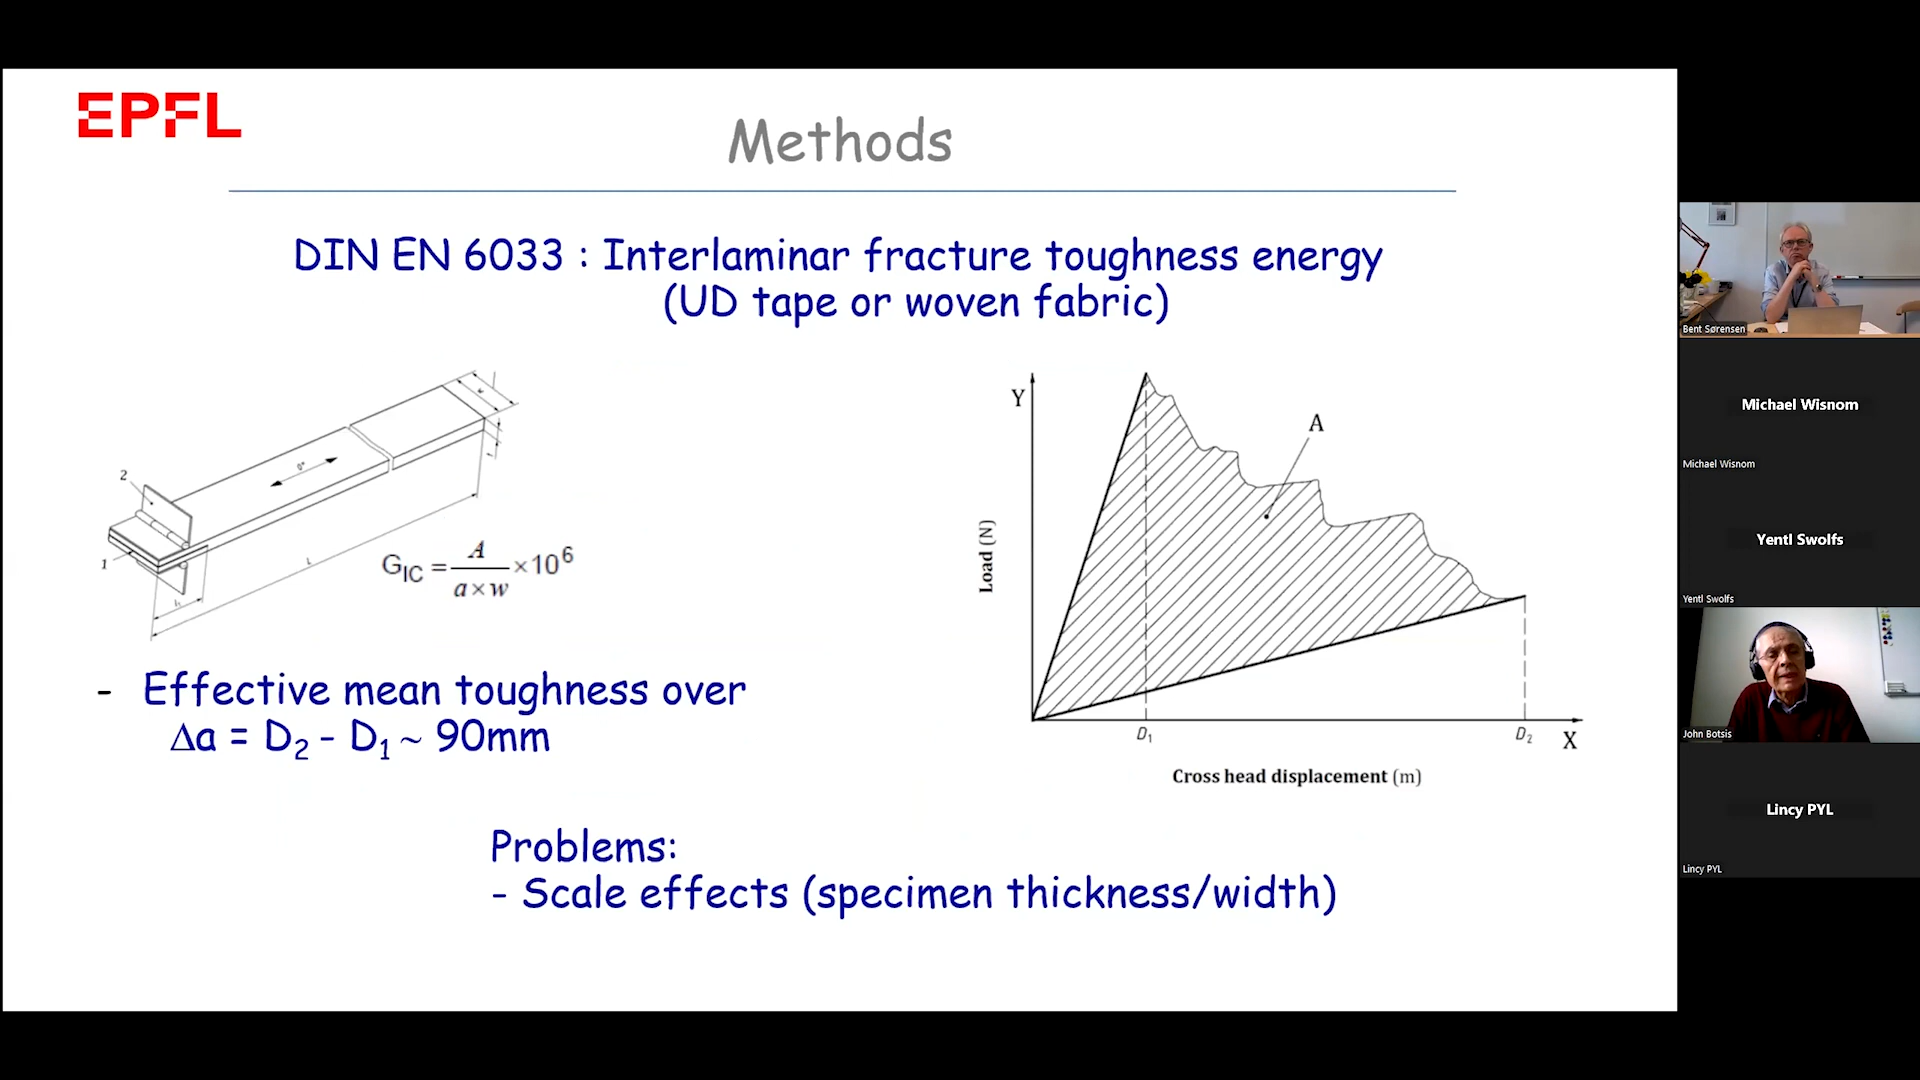 EPFL
Methods
DIN EN 6033 : Interlaminar fracture toughness energy
(UD tape or woven fabric)
2
0°
1
L
G_IC = A / a × w × 10^6
Y
A
Load (N)
D₁
D₂
X
Cross head displacement (m)
- Effective mean toughness over
Δa = D₂ - D₁ ~ 90mm
Problems:
- Scale effects (specimen thickness/width)
Bent Sørensen
Michael Wisnom
Michael Wisnom
Yentl Swolfs
Yentl Swolfs
John Botsis
Lincy PYL
Lincy PYL